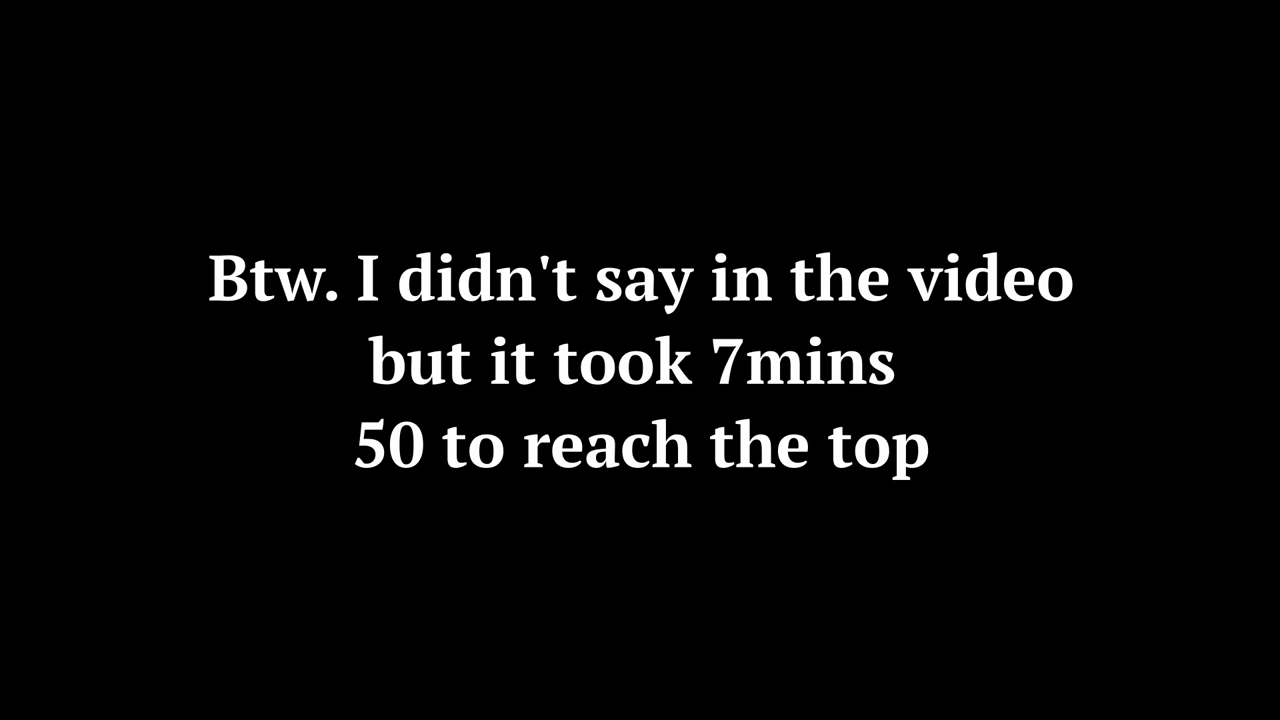 Btw. I didn't say in the video
but it took 7mins
50 to reach the top